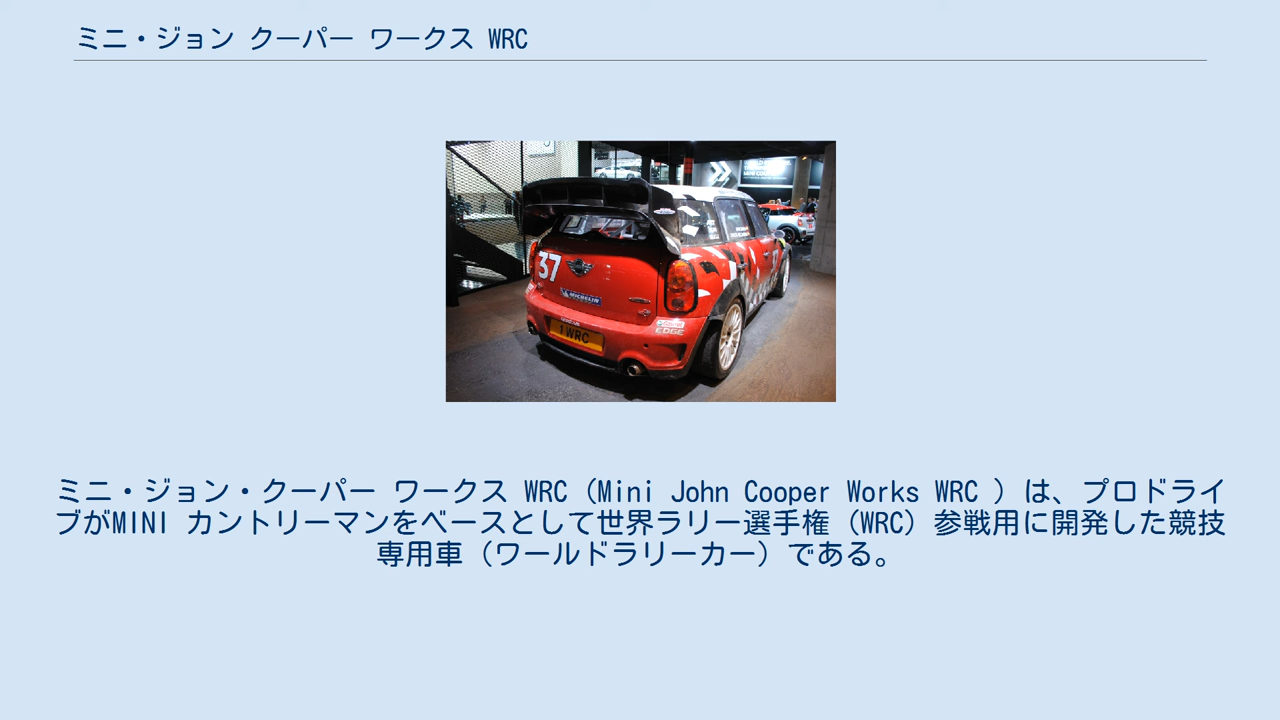 ミニ・ジョン クーパー ワークス WRC
37
MICHELIN
EDGE
1 WRC
ミニ・ジョン・クーパー ワークス WRC（Mini John Cooper Works WRC ）は、プロドライ
ブがMINI カントリーマンをベースとして世界ラリー選手権（WRC）参戦用に開発した競技
専用車（ワールドラリーカー）である。